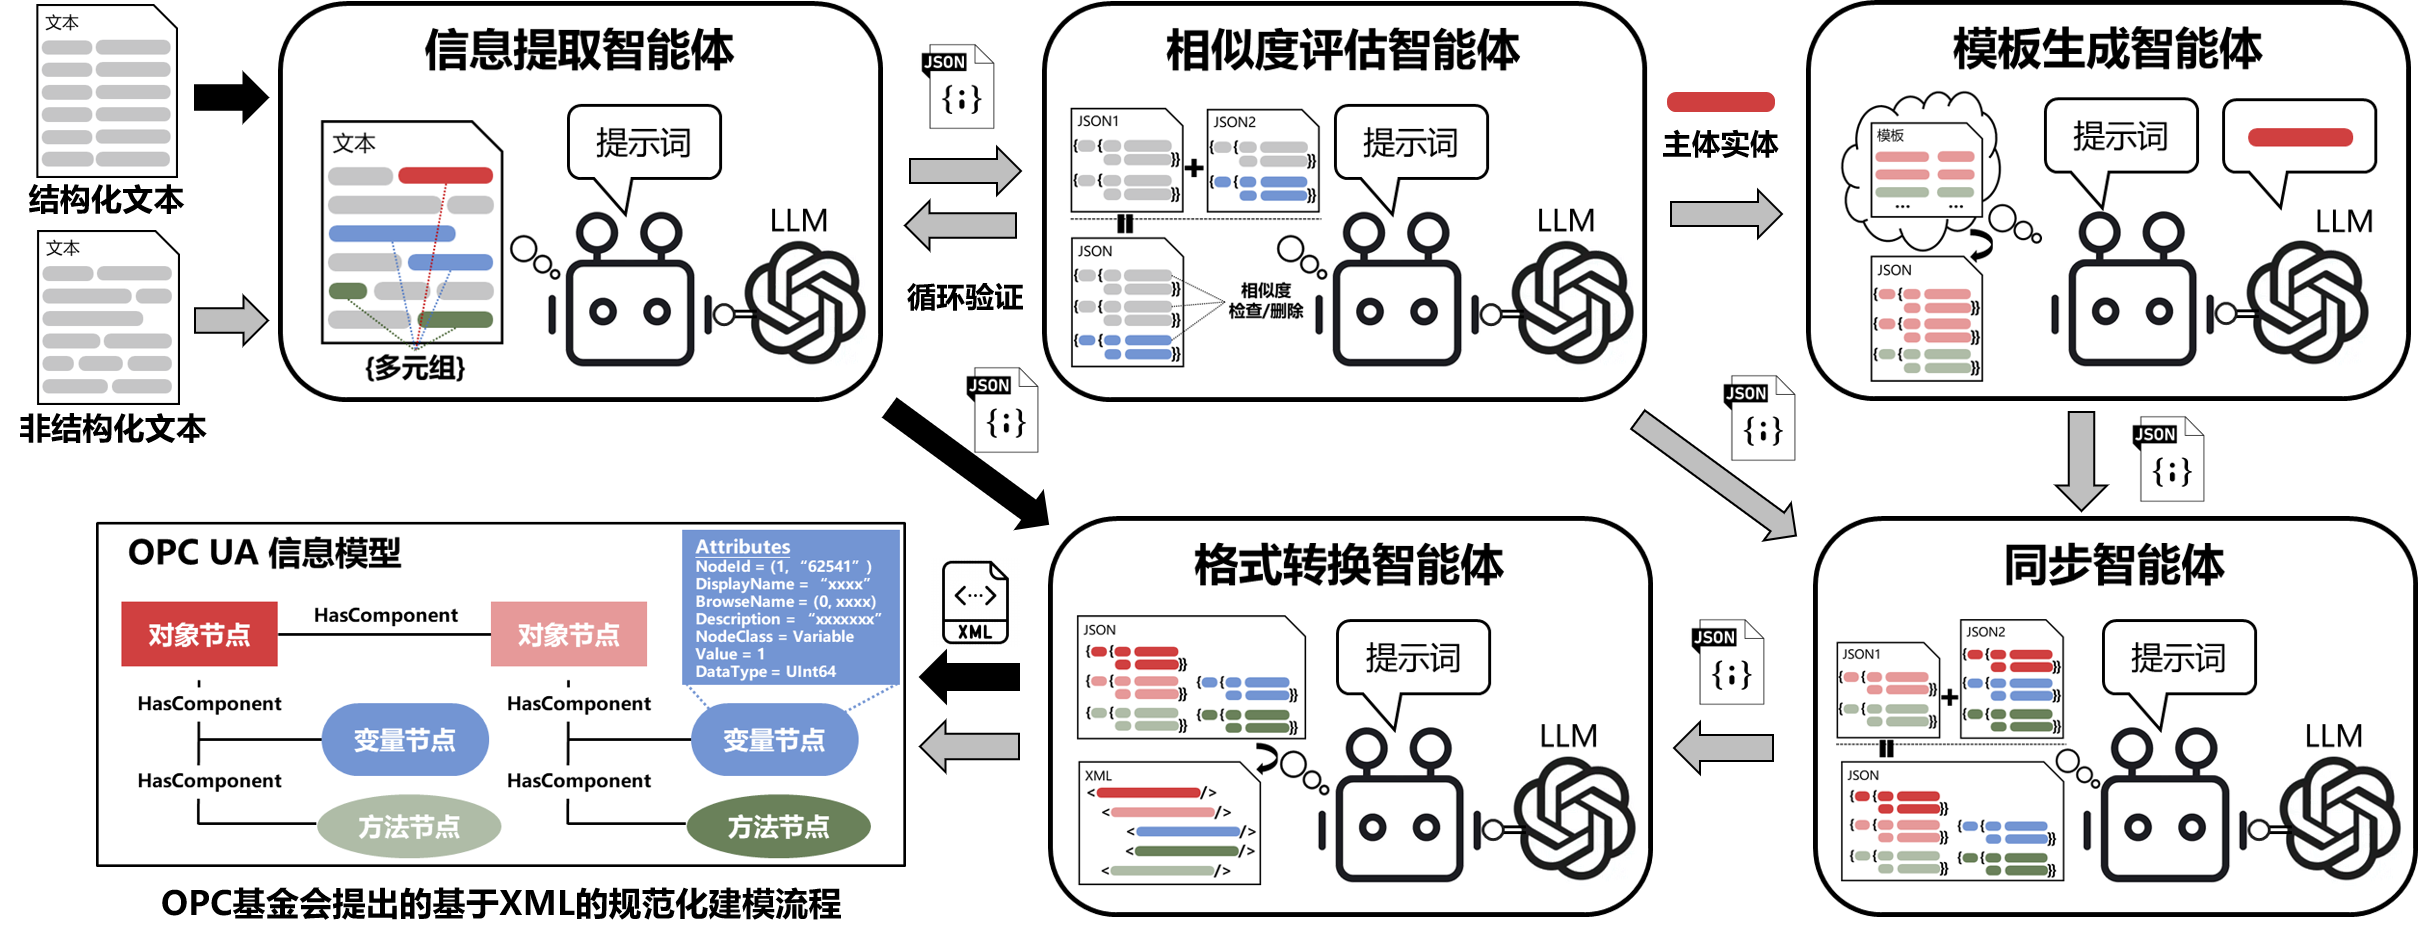 文本
结构化文本
文本
非结构化文本
信息提取智能体
文本
提示词
LLM
{多元组}
JSON
{;}
循环验证
JSON
{;}
相似度评估智能体
JSON1
JSON2
提示词
LLM
JSON
相似度
检查/删除
主体实体
JSON
{;}
模板生成智能体
模板
... ...
提示词
LLM
JSON
JSON
{;}
同步智能体
JSON1
JSON2
提示词
LLM
JSON
JSON
{;}
格式转换智能体
JSON
提示词
LLM
XML
< />
< />
< />
< />
< />
<···>
XML
OPC UA 信息模型
Attributes
NodeId = (1, “62541” )
DisplayName = “xxxx”
BrowseName = (0, xxxx)
Description = “xxxxxxx”
NodeClass = Variable
Value = 1
DataType = UInt64
对象节点
HasComponent
对象节点
HasComponent
HasComponent
变量节点
变量节点
HasComponent
HasComponent
方法节点
方法节点
OPC基金会提出的基于XML的规范化建模流程